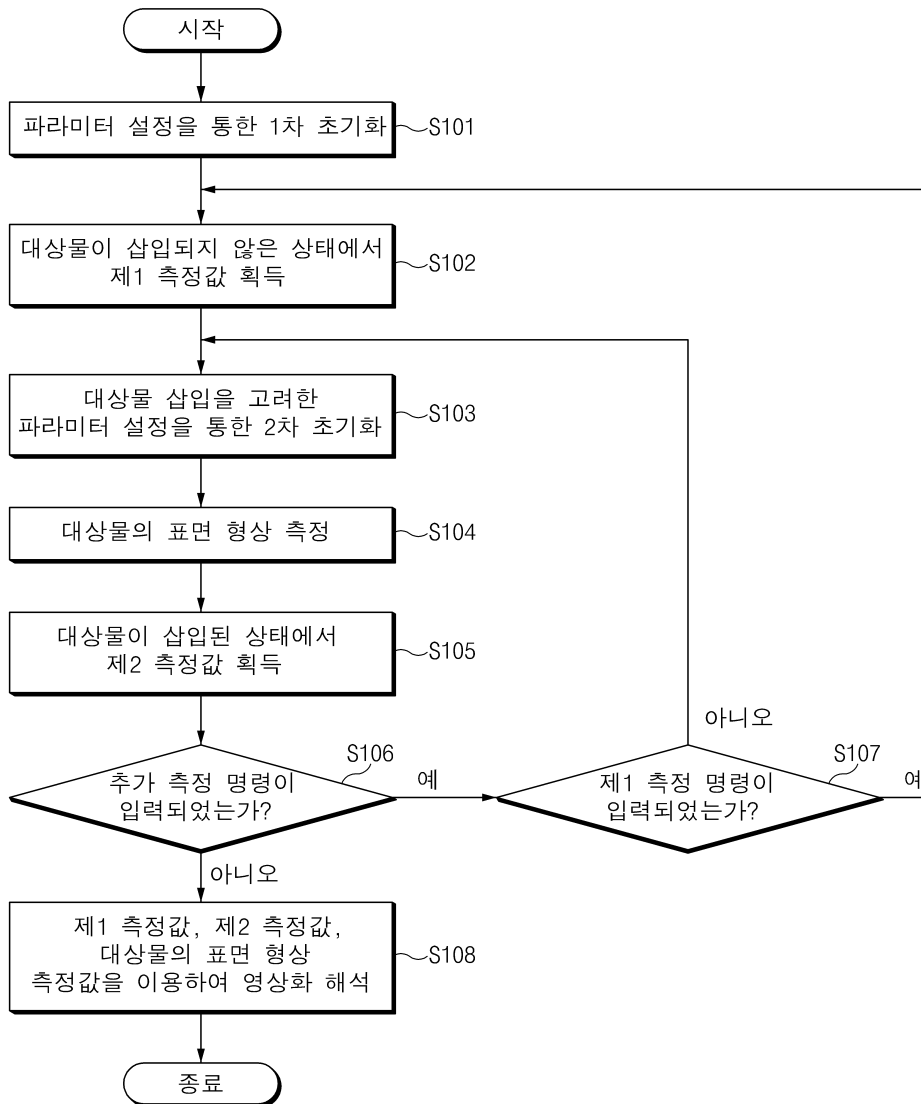 시작
파라미터 설정을 통한 1차 초기화
S101
대상물이 삽입되지 않은 상태에서
제1 측정값 획득
S102
대상물 삽입을 고려한
파라미터 설정을 통한 2차 초기화
S103
대상물의 표면 형상 측정
S104
대상물이 삽입된 상태에서
제2 측정값 획득
S105
추가 측정 명령이
입력되었는가?
S106
예
아니오
제1 측정 명령이
입력되었는가?
S107
아니오
예
제1 측정값, 제2 측정값,
대상물의 표면 형상
측정값을 이용하여 영상화 해석
S108
종료